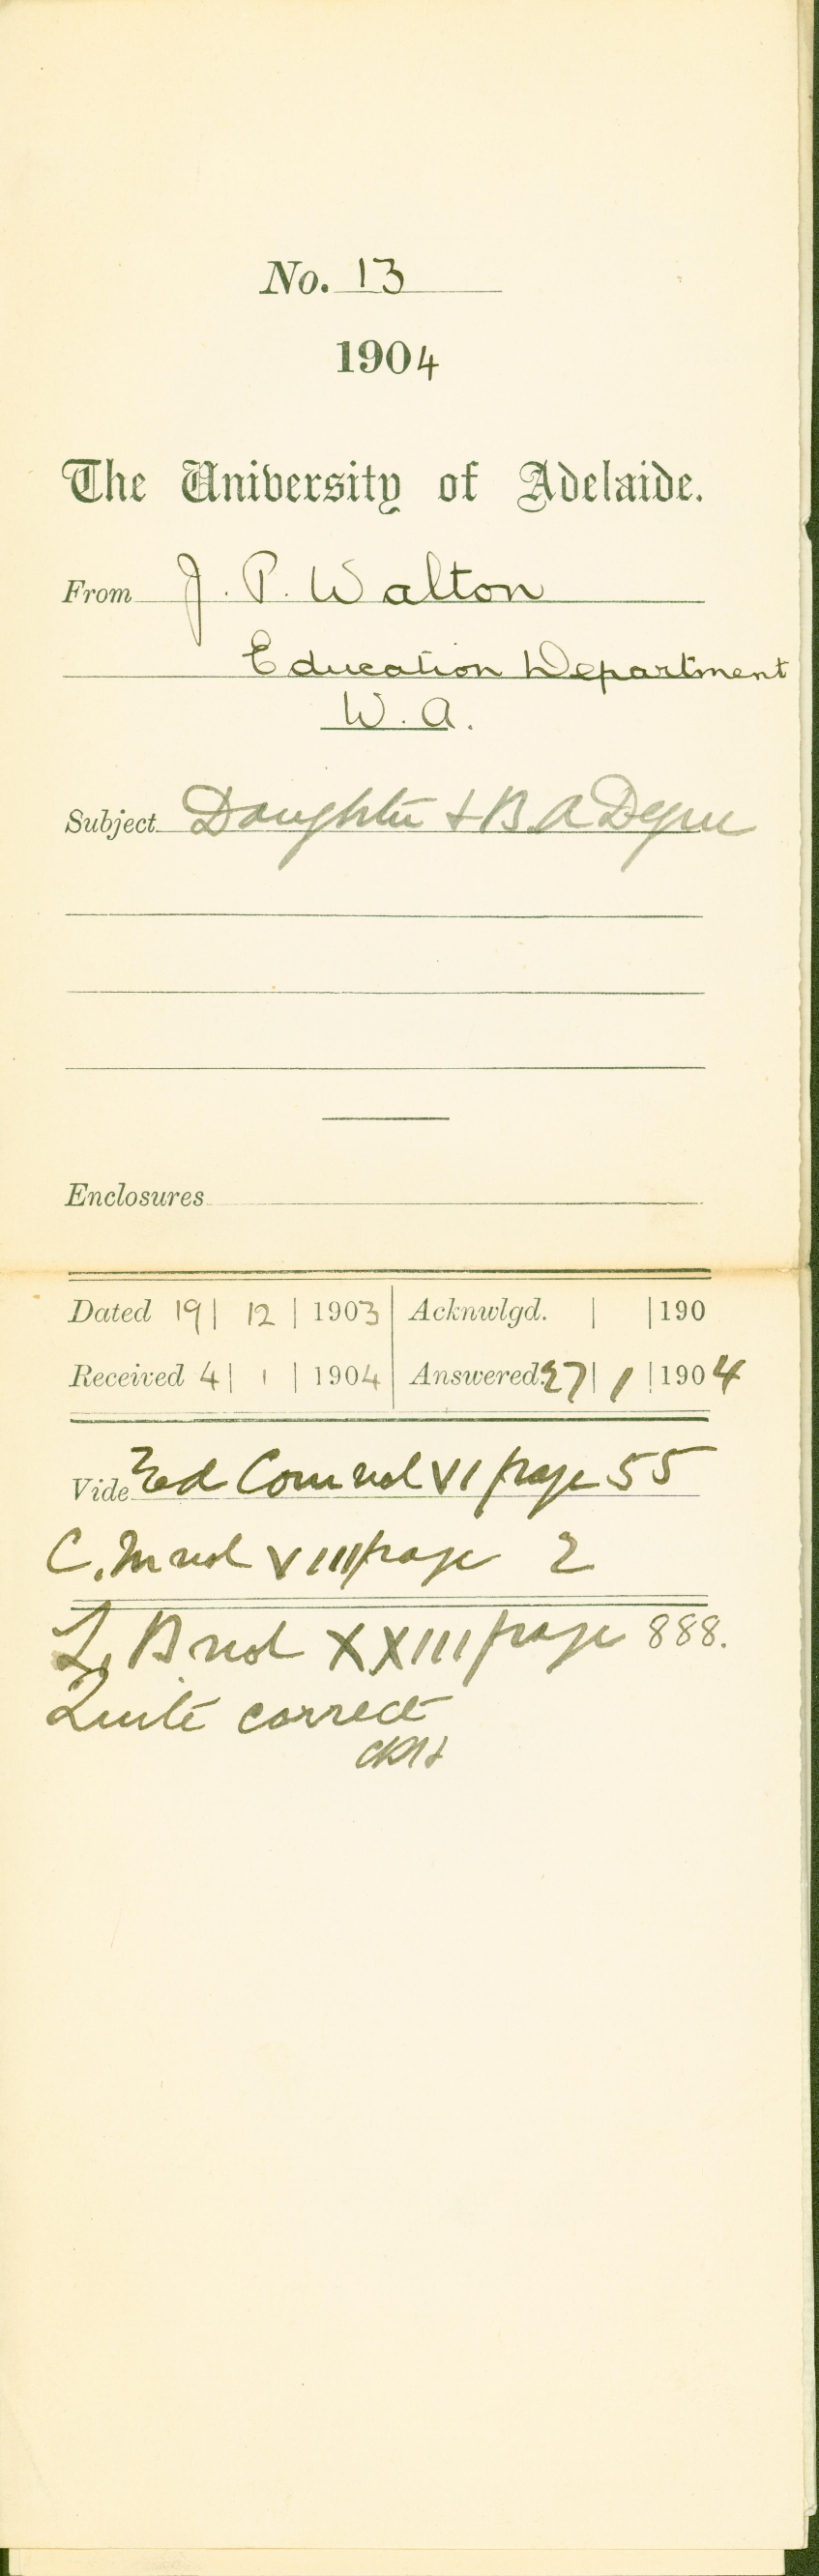 No. 13
1904
The University of Adelaide.
From J. P. Walton
Education Department
W. A.
Subject Daughter & B. A Degree
Enclosures
Dated 19 | 12 | 1903 | Acknwlgd. | | 190
Received 4 | 1 | 1904 | Answered 27 | 1 | 1904
Vide Ed Com vol VI page 55
C. M vol VIII page 2
L. B vol XXIII page 888.
Quite correct